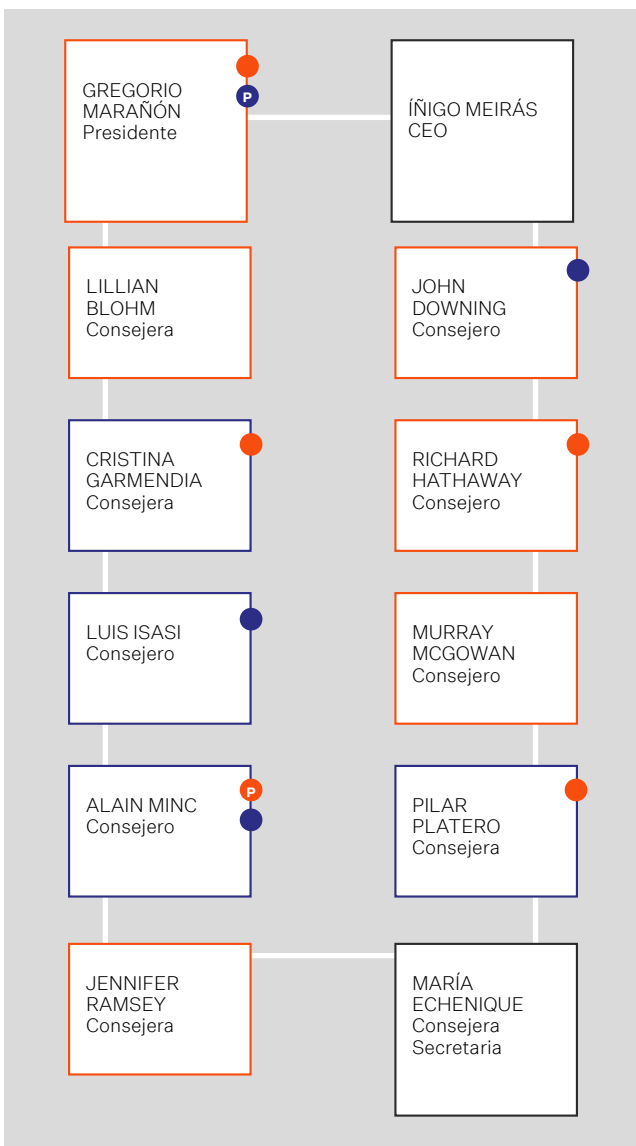 GREGORIO
MARAÑÓN
Presidente
P
ÍÑIGO MEIRÁS
CEO
LILLIAN
BLOHM
Consejera
JOHN
DOWNING
Consejero
CRISTINA
GARMENDIA
Consejera
RICHARD
HATHAWAY
Consejero
LUIS ISASI
Consejero
MURRAY
MCGOWAN
Consejero
ALAIN MINC
Consejero
P
PILAR
PLATERO
Consejera
JENNIFER
RAMSEY
Consejera
MARÍA
ECHENIQUE
Consejera
Secretaria